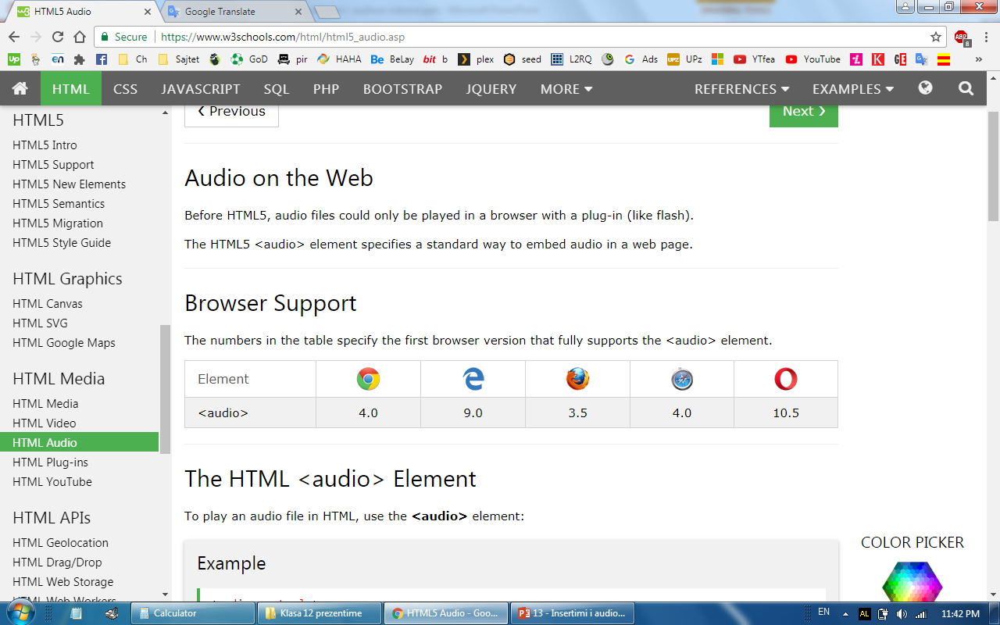 HTML5 Audio
Google Translate
Secure
https://www.w3schools.com/html/html5_audio.asp
ABP
8
Up
en
Ch
Sajtet
GoD
pir
HAHA
Be BeLay
bit b
plex
seed
L2RQ
Ads
UPZ UPz
YTfea
YouTube
K
»
HTML
CSS
JAVASCRIPT
SQL
PHP
BOOTSTRAP
JQUERY
MORE
REFERENCES
EXAMPLES
HTML5
HTML5 Intro
HTML5 Support
HTML5 New Elements
HTML5 Semantics
HTML5 Migration
HTML5 Style Guide
HTML Graphics
HTML Canvas
HTML SVG
HTML Google Maps
HTML Media
HTML Media
HTML Video
HTML Audio
HTML Plug-ins
HTML YouTube
HTML APIs
HTML Geolocation
HTML Drag/Drop
HTML Web Storage
HTML Web Workers
❮ Previous
Next ❯
Audio on the Web
Before HTML5, audio files could only be played in a browser with a plug-in (like flash).
The HTML5 <audio> element specifies a standard way to embed audio in a web page.
Browser Support
The numbers in the table specify the first browser version that fully supports the <audio> element.
Element
<audio> 4.0 9.0 3.5 4.0 10.5
The HTML <audio> Element
To play an audio file in HTML, use the <audio> element:
Example
COLOR PICKER
Calculator
Klasa 12 prezentime
HTML5 Audio - Goo...
13 - Insertimi i audio...
EN
AL
11:42 PM